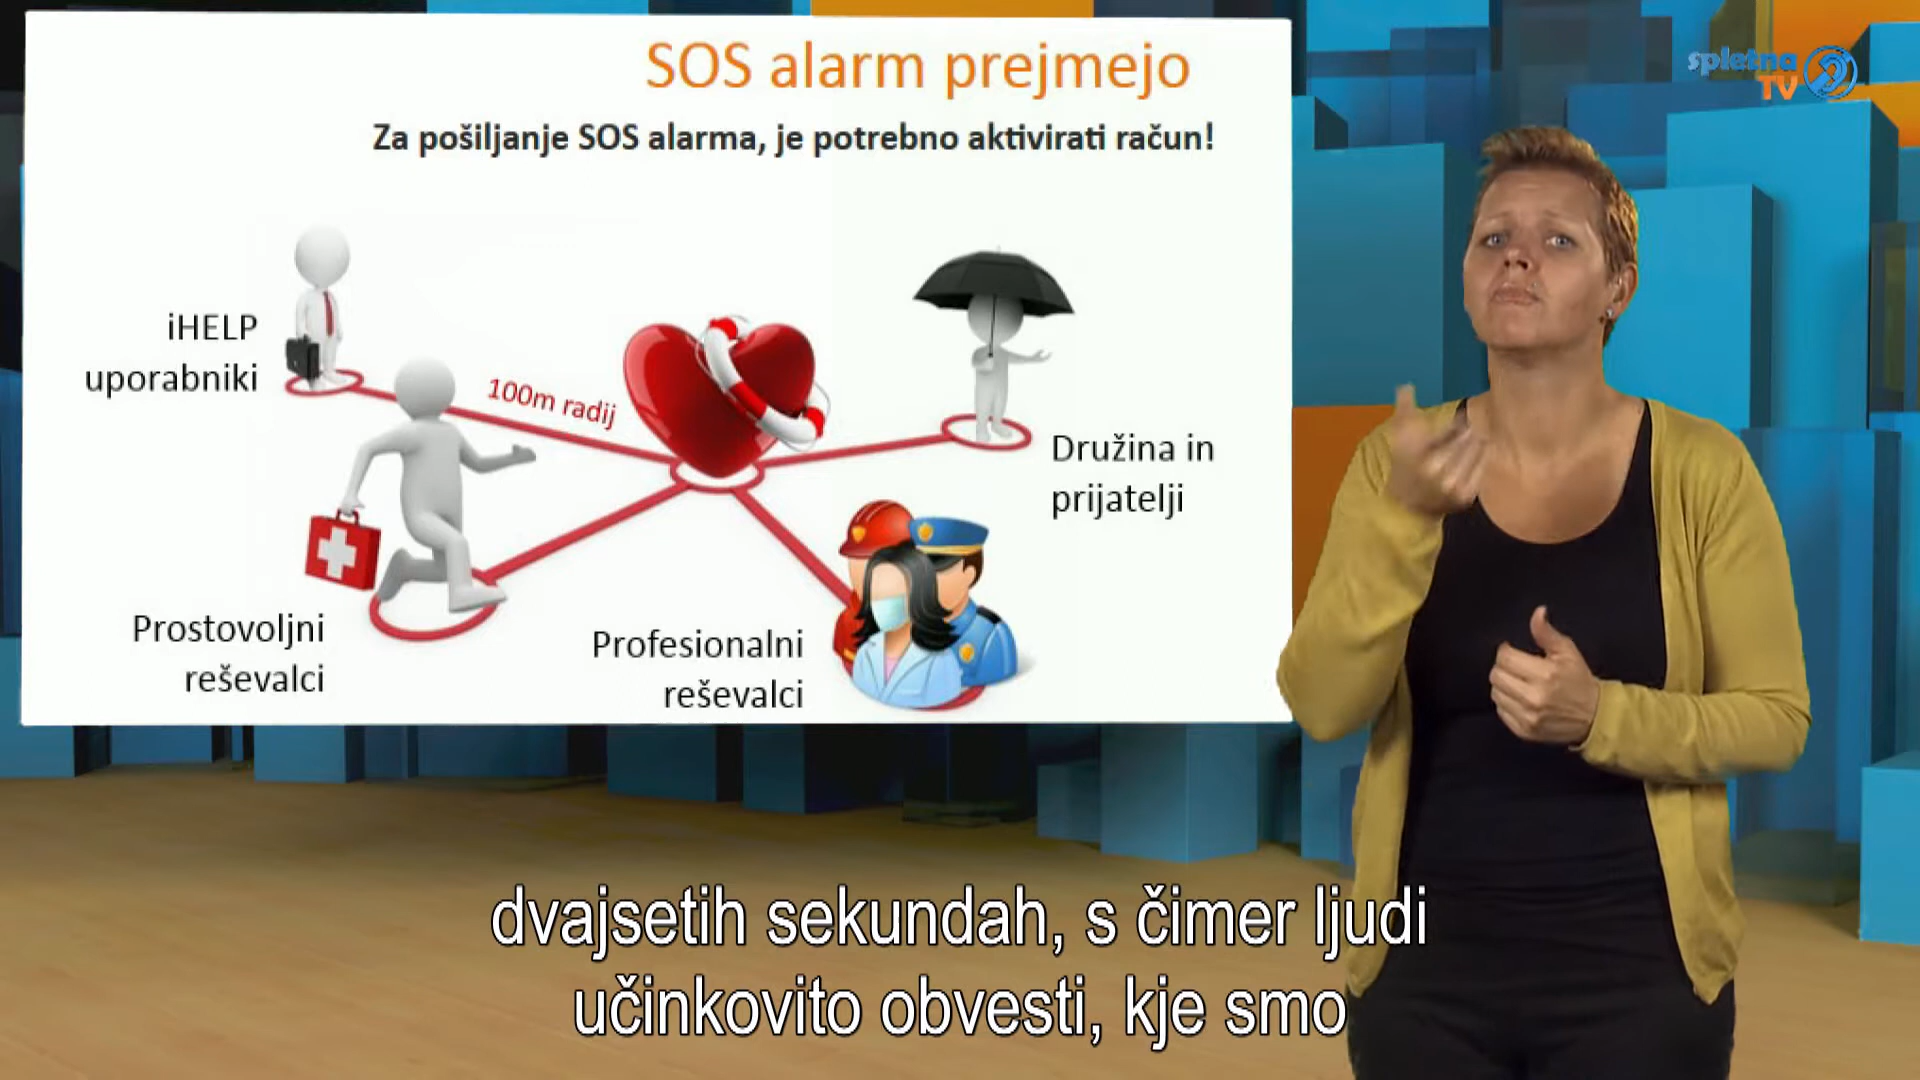 SOS alarm prejmejo
Za pošiljanje SOS alarma, je potrebno aktivirati račun!
spletna
TV
iHELP
uporabniki
100m radij
Družina in
prijatelji
Prostovoljni
reševalci
Profesionalni
reševalci
dvajsetih sekundah, s čimer ljudi
učinkovito obvesti, kje smo